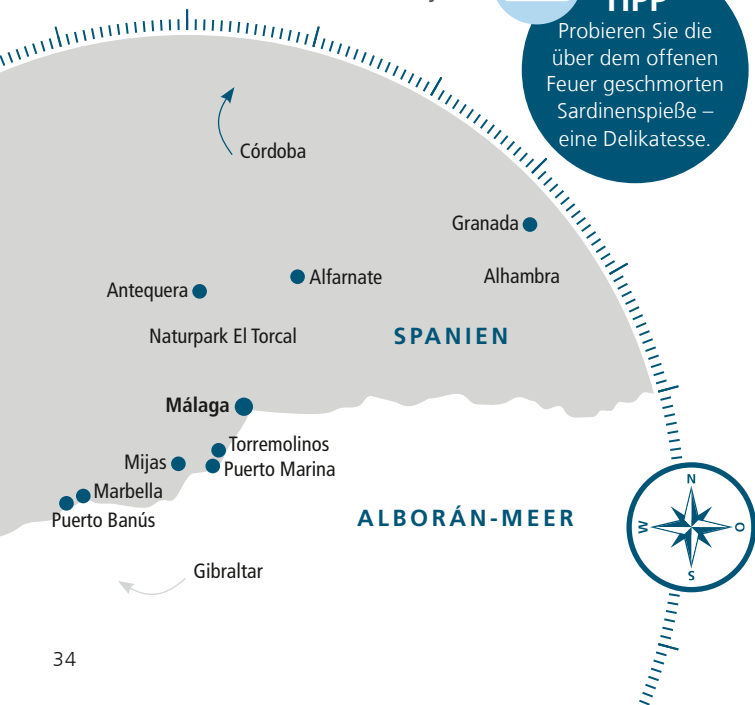 TIPP
Probieren Sie die
über dem offenen
Feuer geschmorten
Sardinenspieße –
eine Delikatesse.
Córdoba
Granada
Alfarnate
Alhambra
Antequera
Naturpark El Torcal
SPANIEN
Málaga
Torremolinos
Mijas
Puerto Marina
Marbella
Puerto Banús
ALBORÁN-MEER
N
W
O
S
Gibraltar
34